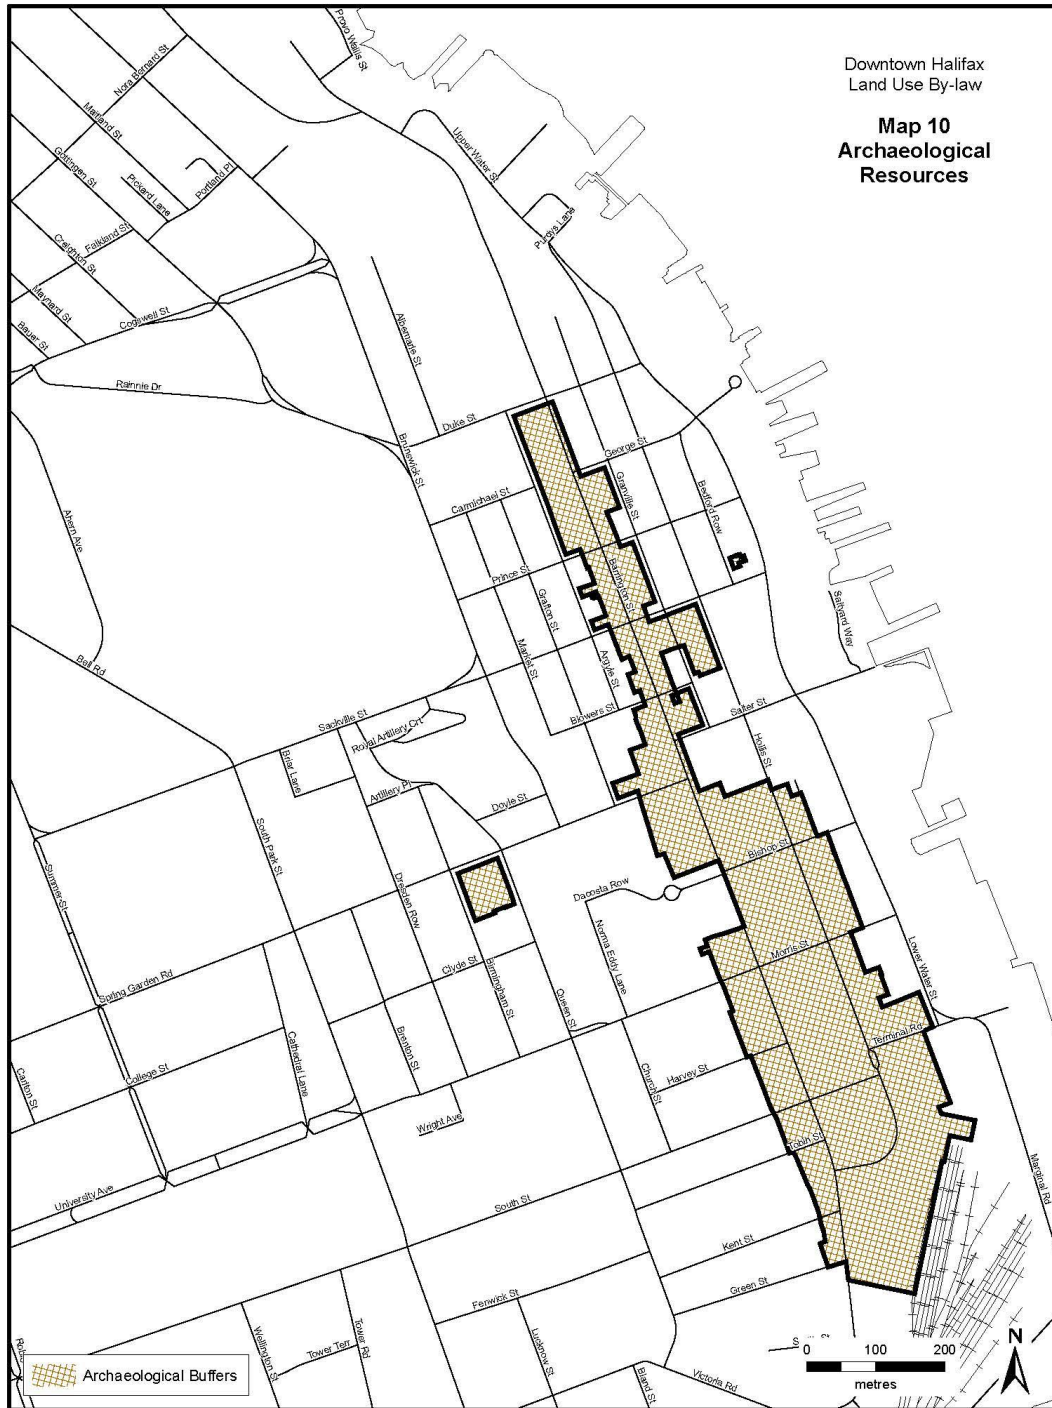 Downtown Halifax
Land Use By-law
Map 10
Archaeological
Resources
Provo Wallis St
Nora Bernard St
Maitland St
Gottingen St
Pickard Lane
Portland Pl
Falkland St
Creighton St
Maynard St
Bauer St
Cogswell St
Rainnie Dr
Upper Water St
Purdys Lane
Albemarle St
Duke St
Brunswick St
George St
Granville St
Bedford Row
Carmichael St
Ahern Ave
Prince St
Grafton St
Barrington St
Market St
Argyle St
Bell Rd
Saltyard Way
Sackville St
Blowers St
Salter St
Royal Artillery Crt
Briar Lane
Artillery Pl
Doyle St
Hollis St
South Park St
Bishop St
Summer St
Dresden Row
Dacosta Row
Norma Eddy Lane
Morris St
Lower Water St
Clyde St
Birmingham St
Spring Garden Rd
Queen St
Terminal Rd
Brenton St
Cathedral Lane
College St
Carlton St
Church St
Harvey St
Wright Ave
Tobin St
Marginal Rd
University Ave
South St
Kent St
Green St
Fenwick St
Wellington St
Tower Terr
Tower Rd
Lucknow St
Bland St
Victoria Rd
N
0 100 200
metres
Archaeological Buffers